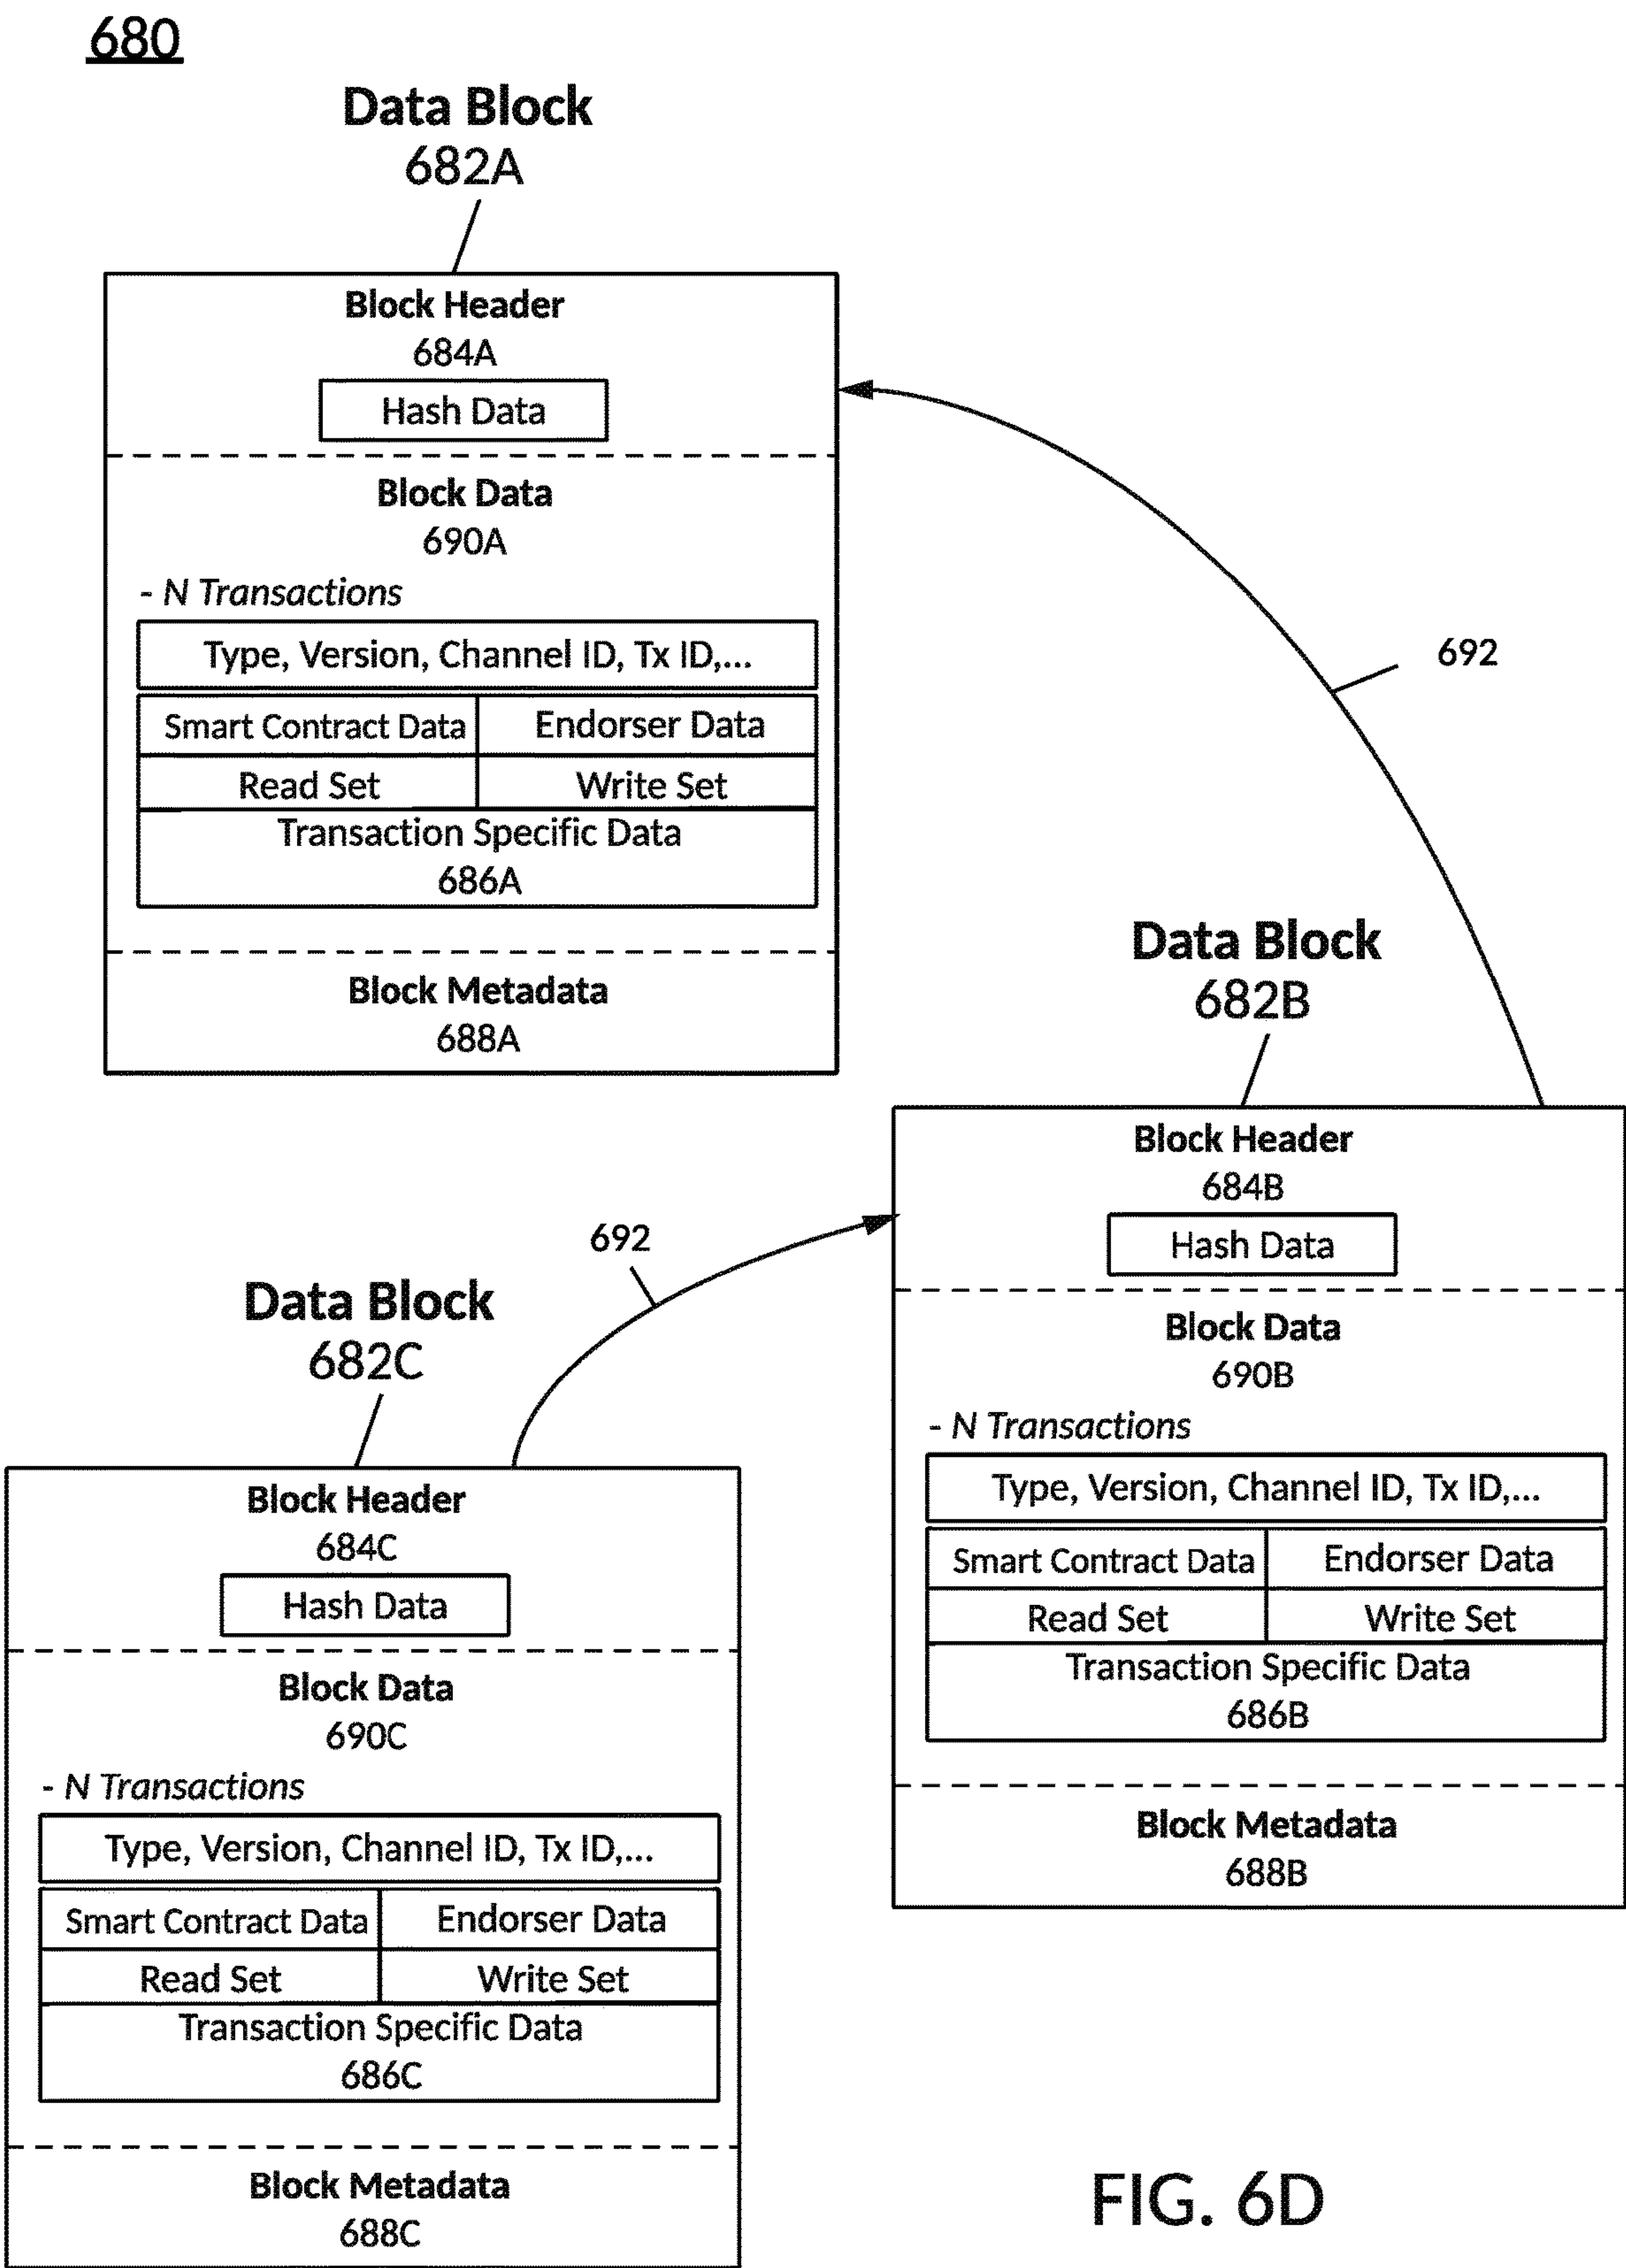 680
Data Block
682A
Block Header
684A
Hash Data
Block Data
690A
- N Transactions
Type, Version, Channel ID, Tx ID,...
Smart Contract Data
Endorser Data
Read Set
Write Set
Transaction Specific Data
686A
Block Metadata
688A
692
Data Block
682B
Block Header
684B
Hash Data
Block Data
690B
- N Transactions
Type, Version, Channel ID, Tx ID,...
Smart Contract Data
Endorser Data
Read Set
Write Set
Transaction Specific Data
686B
Block Metadata
688B
692
Data Block
682C
Block Header
684C
Hash Data
Block Data
690C
- N Transactions
Type, Version, Channel ID, Tx ID,...
Smart Contract Data
Endorser Data
Read Set
Write Set
Transaction Specific Data
686C
Block Metadata
688C
FIG. 6D